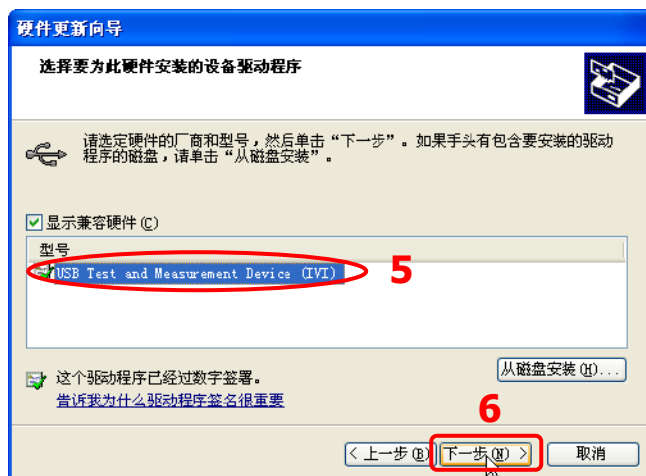 硬件更新向导
选择要为此硬件安装的设备驱动程序
请选定硬件的厂商和型号，然后单击“下一步”。如果手头有包含要安装的驱动
程序的磁盘，请单击“从磁盘安装”。
显示兼容硬件(C)
型号
USB Test and Measurement Device (IVI)
5
这个驱动程序已经过数字签署。
从磁盘安装(H)...
告诉我为什么驱动程序签名很重要
6
< 上一步(B)
下一步(N) >
取消